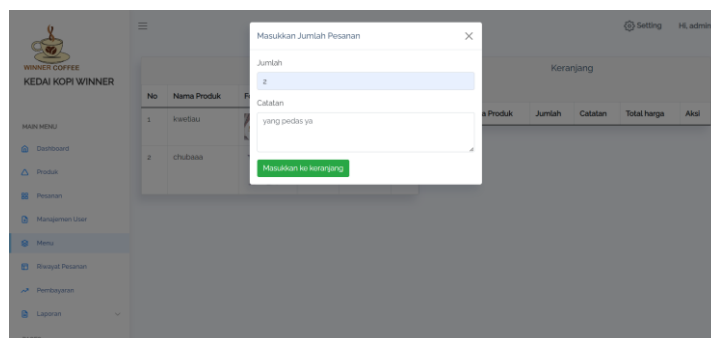 WINNER COFFEE
KEDAI KOPI WINNER
MAIN MENU
Dashboard
Produk
Pesanan
Manajemen User
Menu
Riwayat Pesanan
Pembayaran
Laporan
Setting
Hi, admin
No
Nama Produk
1
kwetiau
2
chubaaa
Masukkan Jumlah Pesanan
Jumlah
2
Catatan
yang pedas ya
Masukkan ke keranjang
Keranjang
a Produk
Jumlah
Catatan
Total harga
Aksi